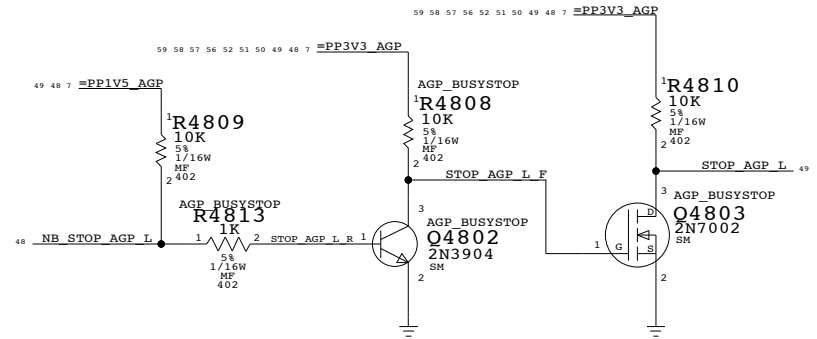 59 58 57 56 52 51 50 49 48 7 =PP3V3_AGP
59 58 57 56 52 51 50 49 48 7 =PP3V3_AGP
49 48 7 =PP1V5_AGP
AGP_BUSYSTOP
1 R4810
10K
5%
1/16W
MF
402
2
1 R4808
10K
5%
1/16W
MF
402
2
1 R4809
10K
5%
1/16W
MF
402
2
STOP_AGP_L 49
STOP_AGP_L_F
3
AGP_BUSYSTOP
Q4803
2N7002
SM
D
G
S
1
2
AGP_BUSYSTOP
R4813
1K
1 2
5%
1/16W
MF
402
3
AGP_BUSYSTOP
Q4802
2N3904
SM
2
48 NB_STOP_AGP_L
STOP_AGP_L_R 1